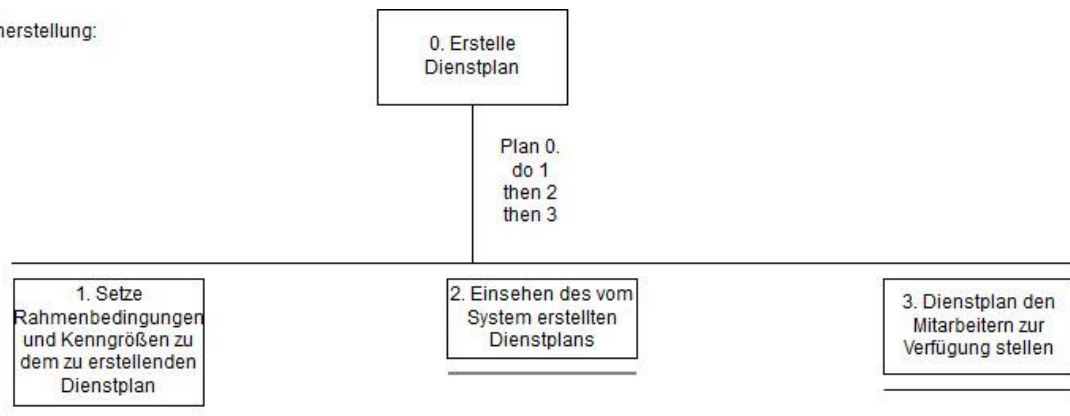 0. Erstelle
Dienstplan
Plan 0.
do 1
then 2
then 3
1. Setze
Rahmenbedingungen
und Kenngrößen zu
dem zu erstellenden
Dienstplan
2. Einsehen des vom
System erstellten
Dienstplans
3. Dienstplan den
Mitarbeitern zur
Verfügung stellen